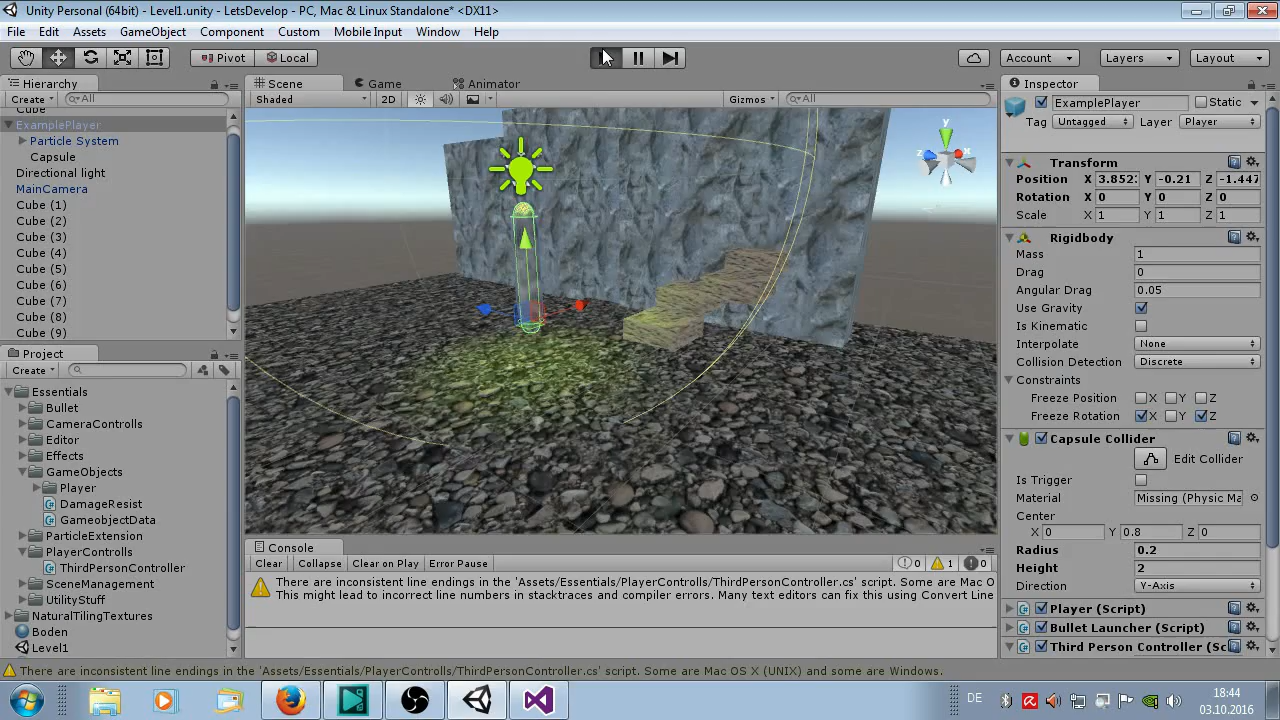 Unity Personal (64bit) - Level1.unity - LetsDevelop - PC, Mac & Linux Standalone* <DX11>
File Edit Assets GameObject Component Custom Mobile Input Window Help
Pivot Local Account Layers Layout
Hierarchy
Create All
Cube
ExamplePlayer
Particle System
Capsule
Directional light
MainCamera
Cube (1)
Cube (2)
Cube (3)
Cube (4)
Cube (5)
Cube (6)
Cube (7)
Cube (8)
Cube (9)
Project
Create
Essentials
Bullet
CameraControlls
Editor
Effects
GameObjects
Player
DamageResist
GameobjectData
ParticleExtension
PlayerControlls
ThirdPersonController
SceneManagement
UtilityStuff
NaturalTilingTextures
Boden
Level1
Scene Game Animator
Shaded 2D Gizmos All
y
z x
Console
Clear Collapse Clear on Play Error Pause 0 1 0
There are inconsistent line endings in the 'Assets/Essentials/PlayerControlls/ThirdPersonController.cs' script. Some are Mac O
This might lead to incorrect line numbers in stacktraces and compiler errors. Many text editors can fix this using Convert Line
Inspector
ExamplePlayer Static
Tag Untagged Layer Player
Transform
Position X 3.852 Y -0.21 Z -1.447
Rotation X 0 Y 0 Z 0
Scale X 1 Y 1 Z 1
Rigidbody
Mass 1
Drag 0
Angular Drag 0.05
Use Gravity
Is Kinematic
Interpolate None
Collision Detection Discrete
Constraints
Freeze Position X Y Z
Freeze Rotation X Y Z
Capsule Collider
Edit Collider
Is Trigger
Material Missing (Physic Ma
Center
X 0 Y 0.8 Z 0
Radius 0.2
Height 2
Direction Y-Axis
Player (Script)
Bullet Launcher (Script)
Third Person Controller (Sc
There are inconsistent line endings in the 'Assets/Essentials/PlayerControlls/ThirdPersonController.cs' script. Some are Mac OS X (UNIX) and some are Windows.
DE
18:44
03.10.2016